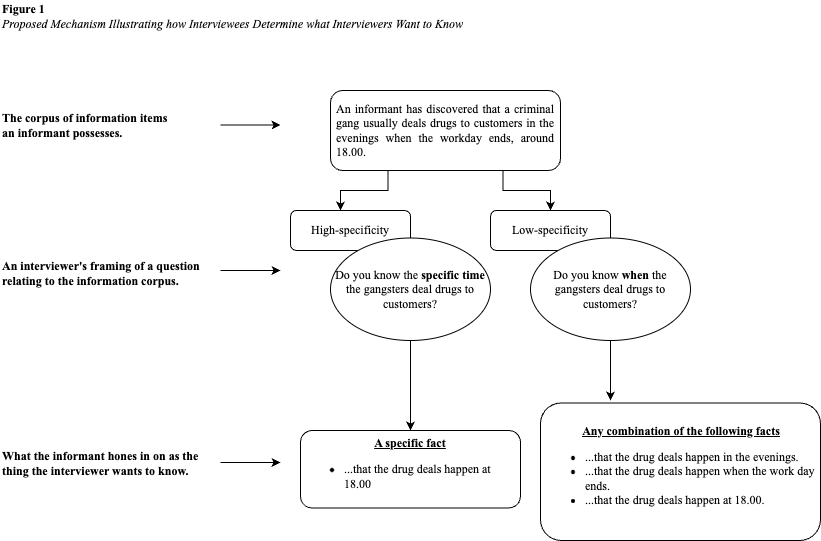 Figure 1
Proposed Mechanism Illustrating how Interviewees Determine what Interviewers Want to Know
The corpus of information items
an informant possesses.
An informant has discovered that a criminal
gang usually deals drugs to customers in the
evenings when the workday ends, around
18.00.
High-specificity
Low-specificity
An interviewer's framing of a question
relating to the information corpus.
Do you know the specific time
the gangsters deal drugs to
customers?
Do you know when the
gangsters deal drugs to
customers?
What the informant hones in on as the
thing the interviewer wants to know.
A specific fact
• ...that the drug deals happen at
18.00
Any combination of the following facts
• ...that the drug deals happen in the evenings.
• ...that the drug deals happen when the work day
ends.
• ...that the drug deals happen at 18.00.